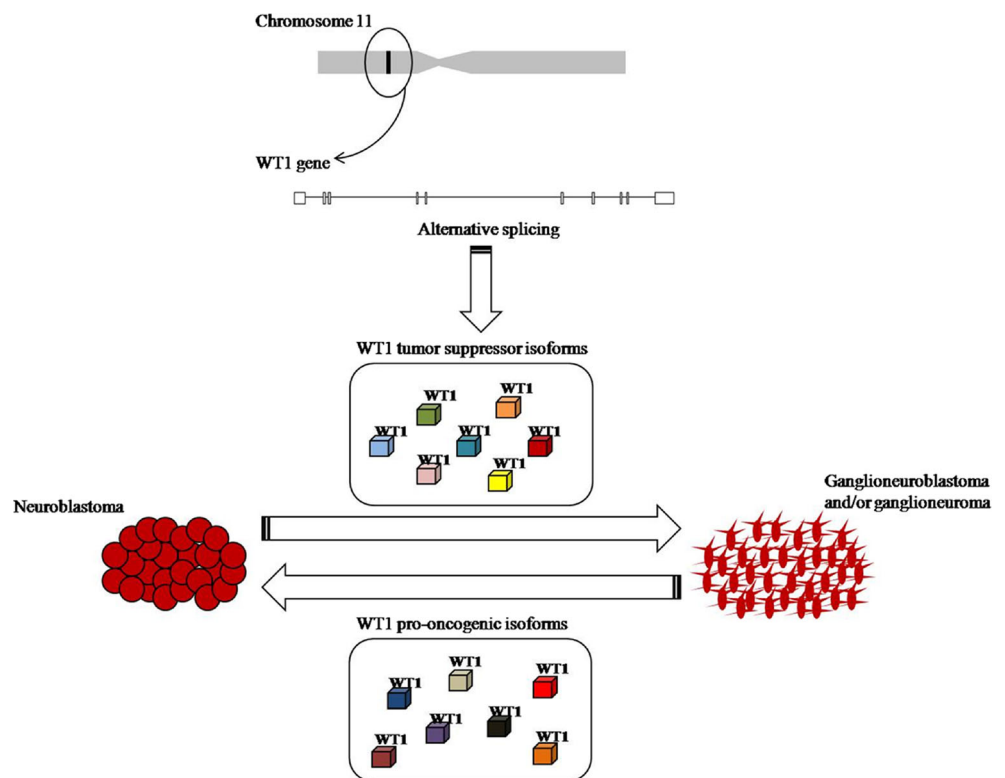 Chromosome 11
WT1 gene
Alternative splicing
WT1 tumor suppressor isoforms
WT1
WT1
WT1
WT1
WT1
WT1
WT1
Neuroblastoma
Ganglioneuroblastoma
and/or ganglioneuroma
WT1 pro-oncogenic isoforms
WT1
WT1
WT1
WT1
WT1
WT1
WT1